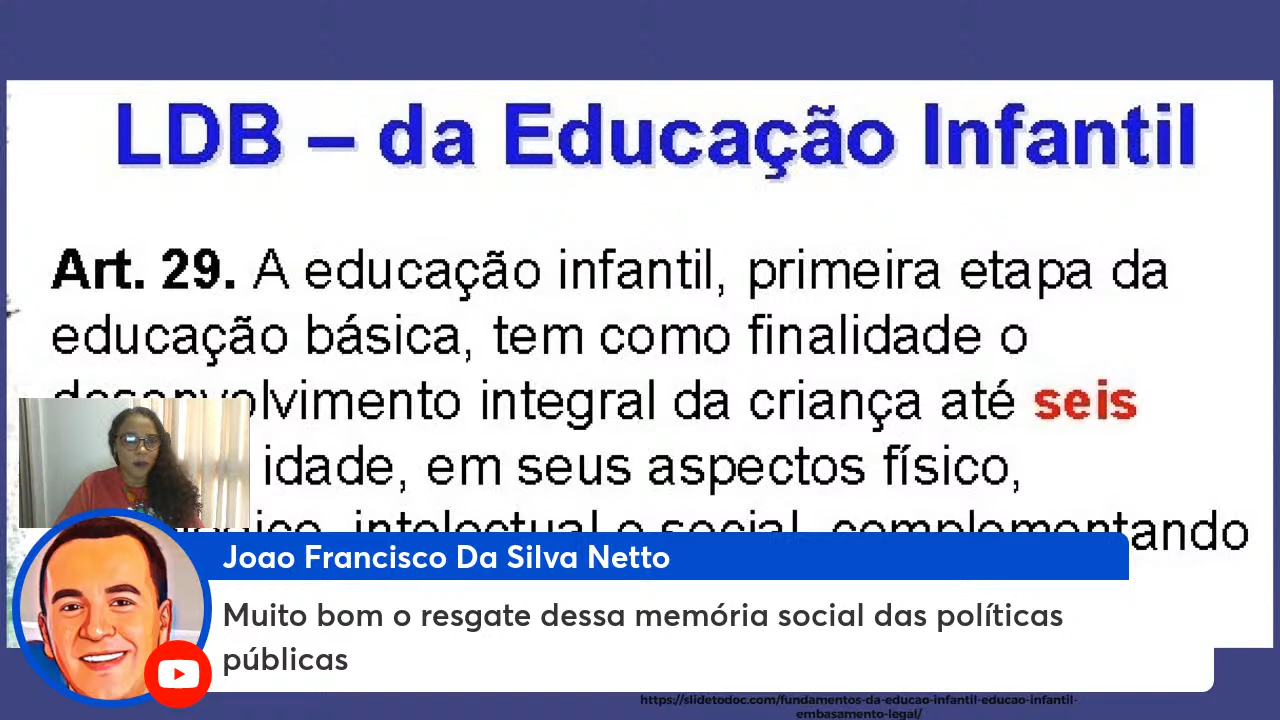 LDB – da Educação Infantil
Art. 29. A educação infantil, primeira etapa da
educação básica, tem como finalidade o
desenvolvimento integral da criança até seis
idade, em seus aspectos físico,
intelectual e social, complementando
Joao Francisco Da Silva Netto
Muito bom o resgate dessa memória social das políticas
públicas
https://slidetodoc.com/fundamentos-da-educao-infantil-educao-infantil-
embasamento-legal/